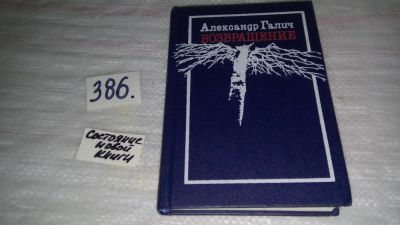 Александр Галич
ВОЗВРАЩЕНИЕ
386.
Состояние
новой
книги